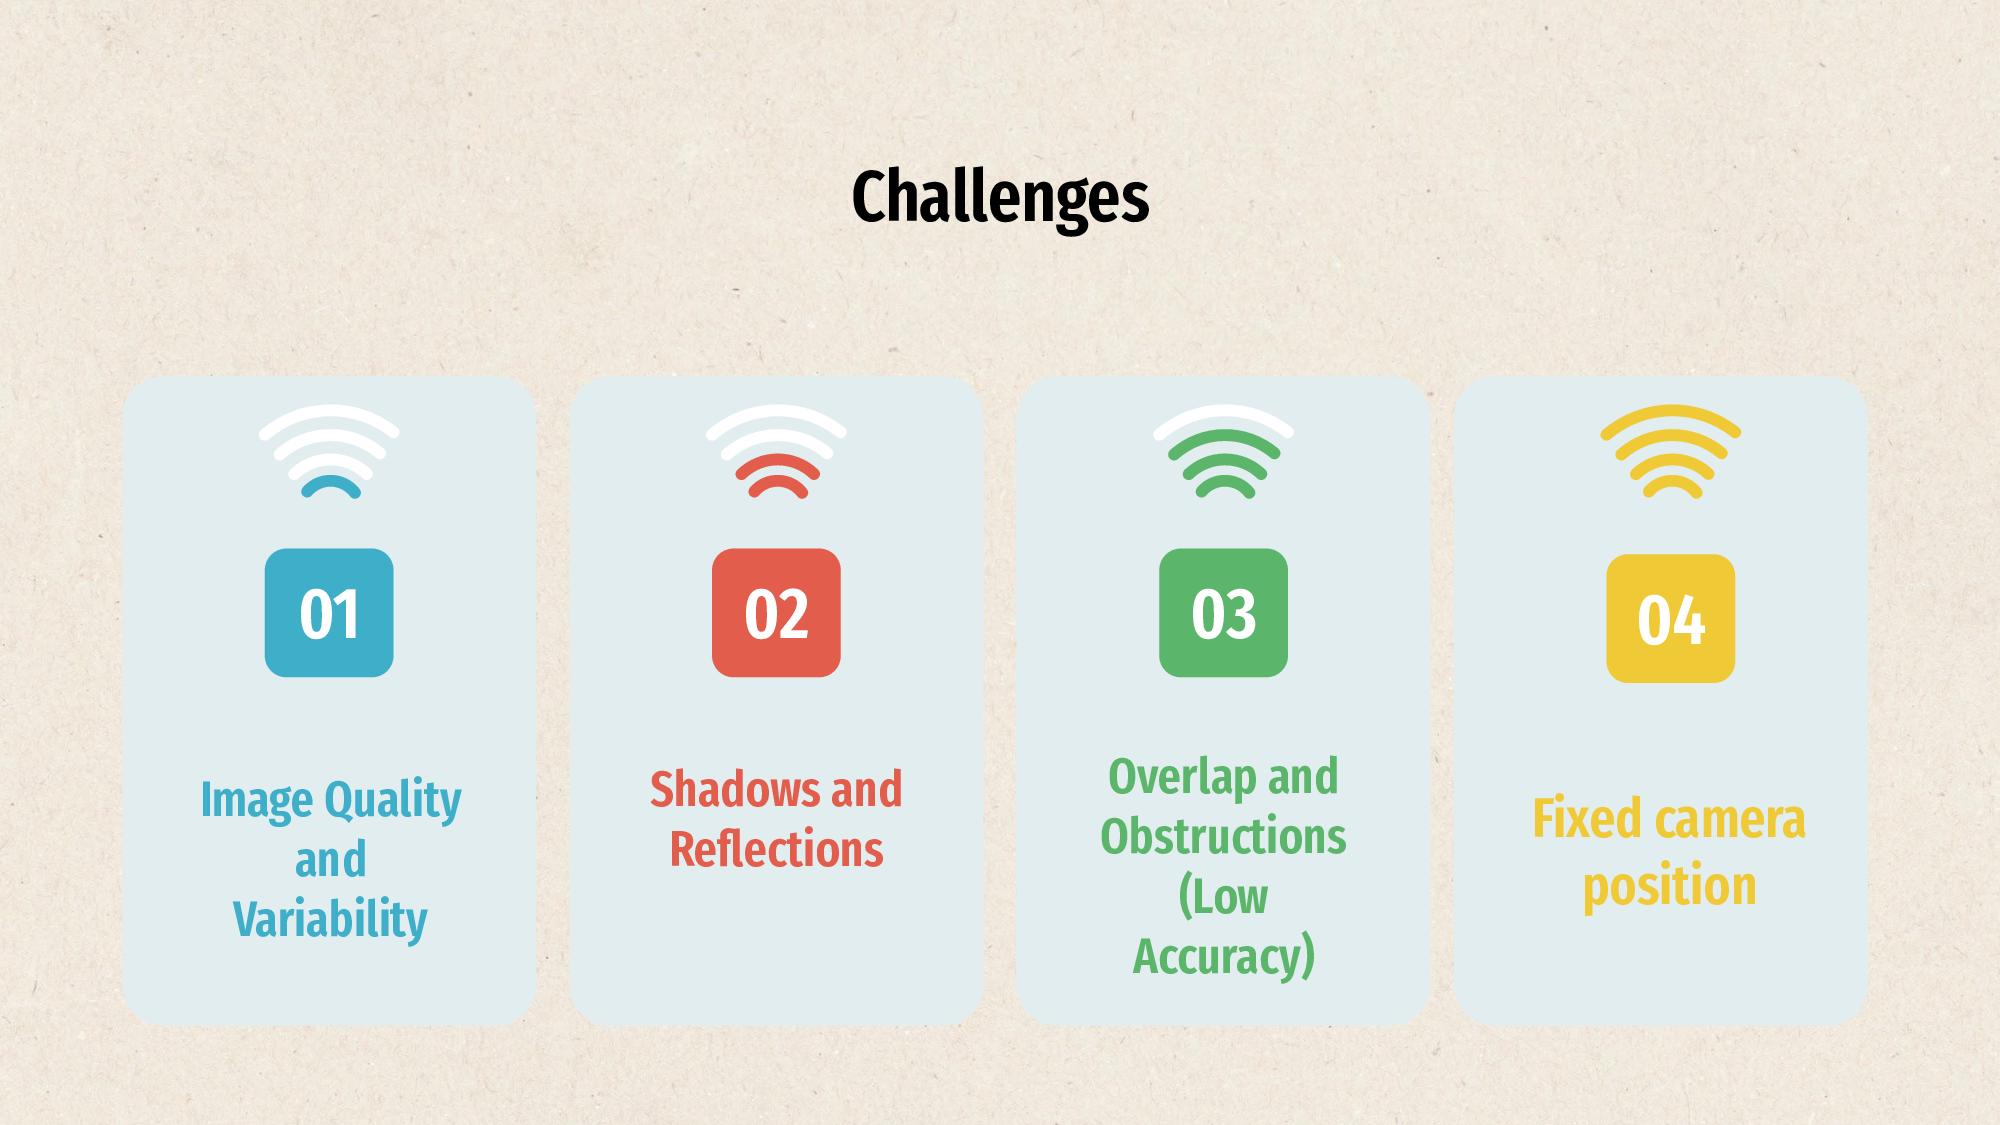 Challenges
01
Image Quality
and
Variability
02
Shadows and
Reflections
03
Overlap and
Obstructions
(Low
Accuracy)
04
Fixed camera
position